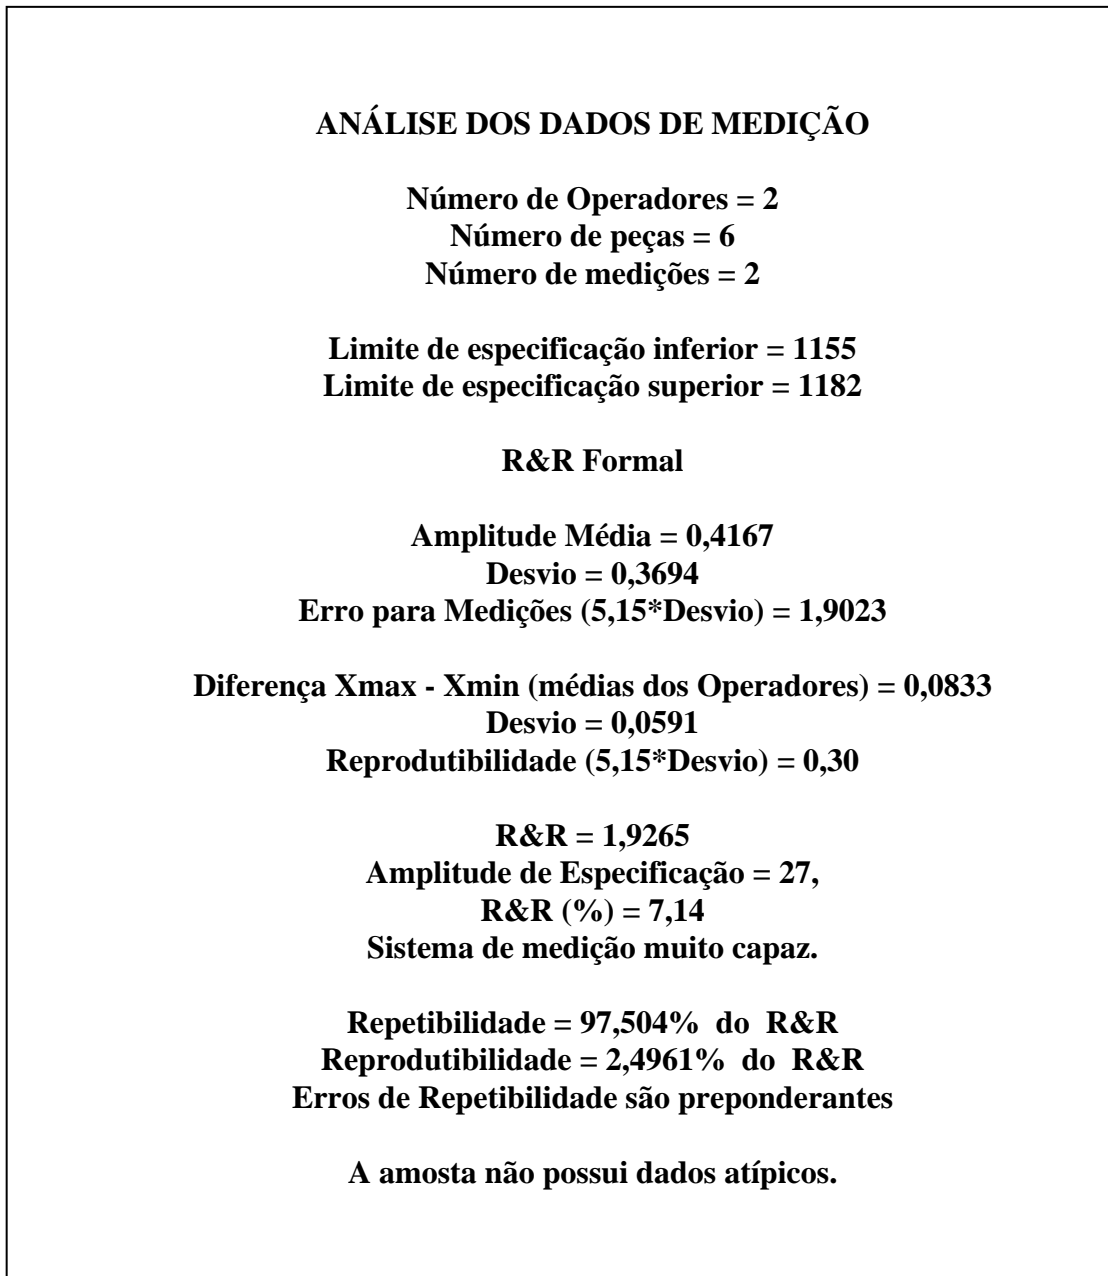 ANÁLISE DOS DADOS DE MEDIÇÃO
Número de Operadores = 2
Número de peças = 6
Número de medições = 2
Limite de especificação inferior = 1155
Limite de especificação superior = 1182
R&R Formal
Amplitude Média = 0,4167
Desvio = 0,3694
Erro para Medições (5,15*Desvio) = 1,9023
Diferença Xmax - Xmin (médias dos Operadores) = 0,0833
Desvio = 0,0591
Reprodutibilidade (5,15*Desvio) = 0,30
R&R = 1,9265
Amplitude de Especificação = 27,
R&R (%) = 7,14
Sistema de medição muito capaz.
Repetibilidade = 97,504% do R&R
Reprodutibilidade = 2,4961% do R&R
Erros de Repetibilidade são preponderantes
A amosta não possui dados atípicos.